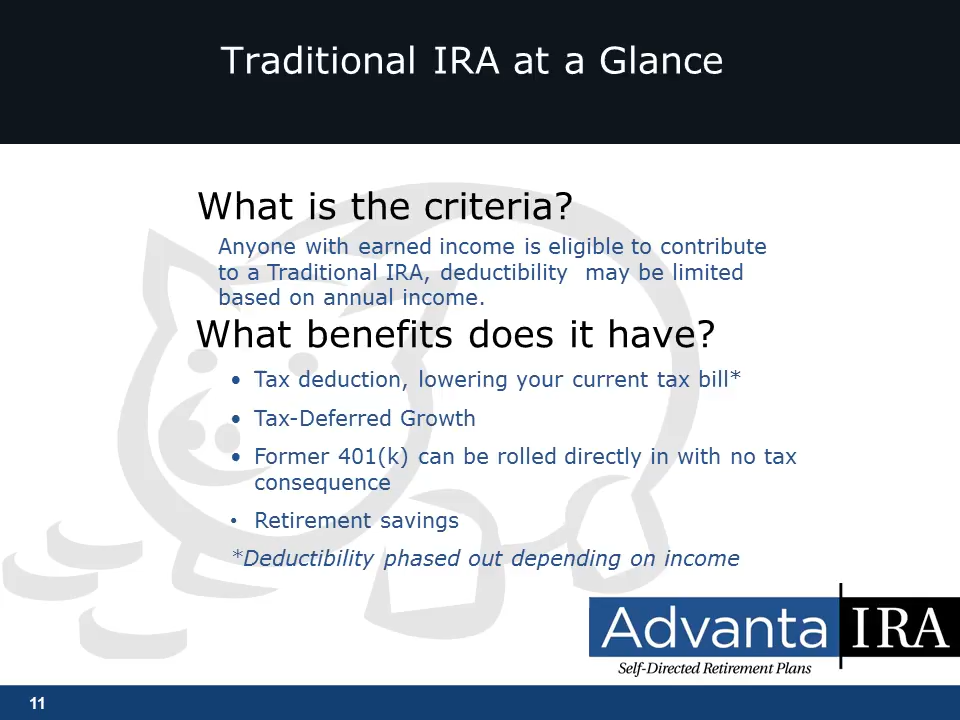 Traditional IRA at a Glance
What is the criteria?
Anyone with earned income is eligible to contribute
to a Traditional IRA, deductibility  may be limited
based on annual income.
What benefits does it have?
• Tax deduction, lowering your current tax bill*
• Tax-Deferred Growth
• Former 401(k) can be rolled directly in with no tax
consequence
• Retirement savings
*Deductibility phased out depending on income
Advanta IRA
Self-Directed Retirement Plans
11